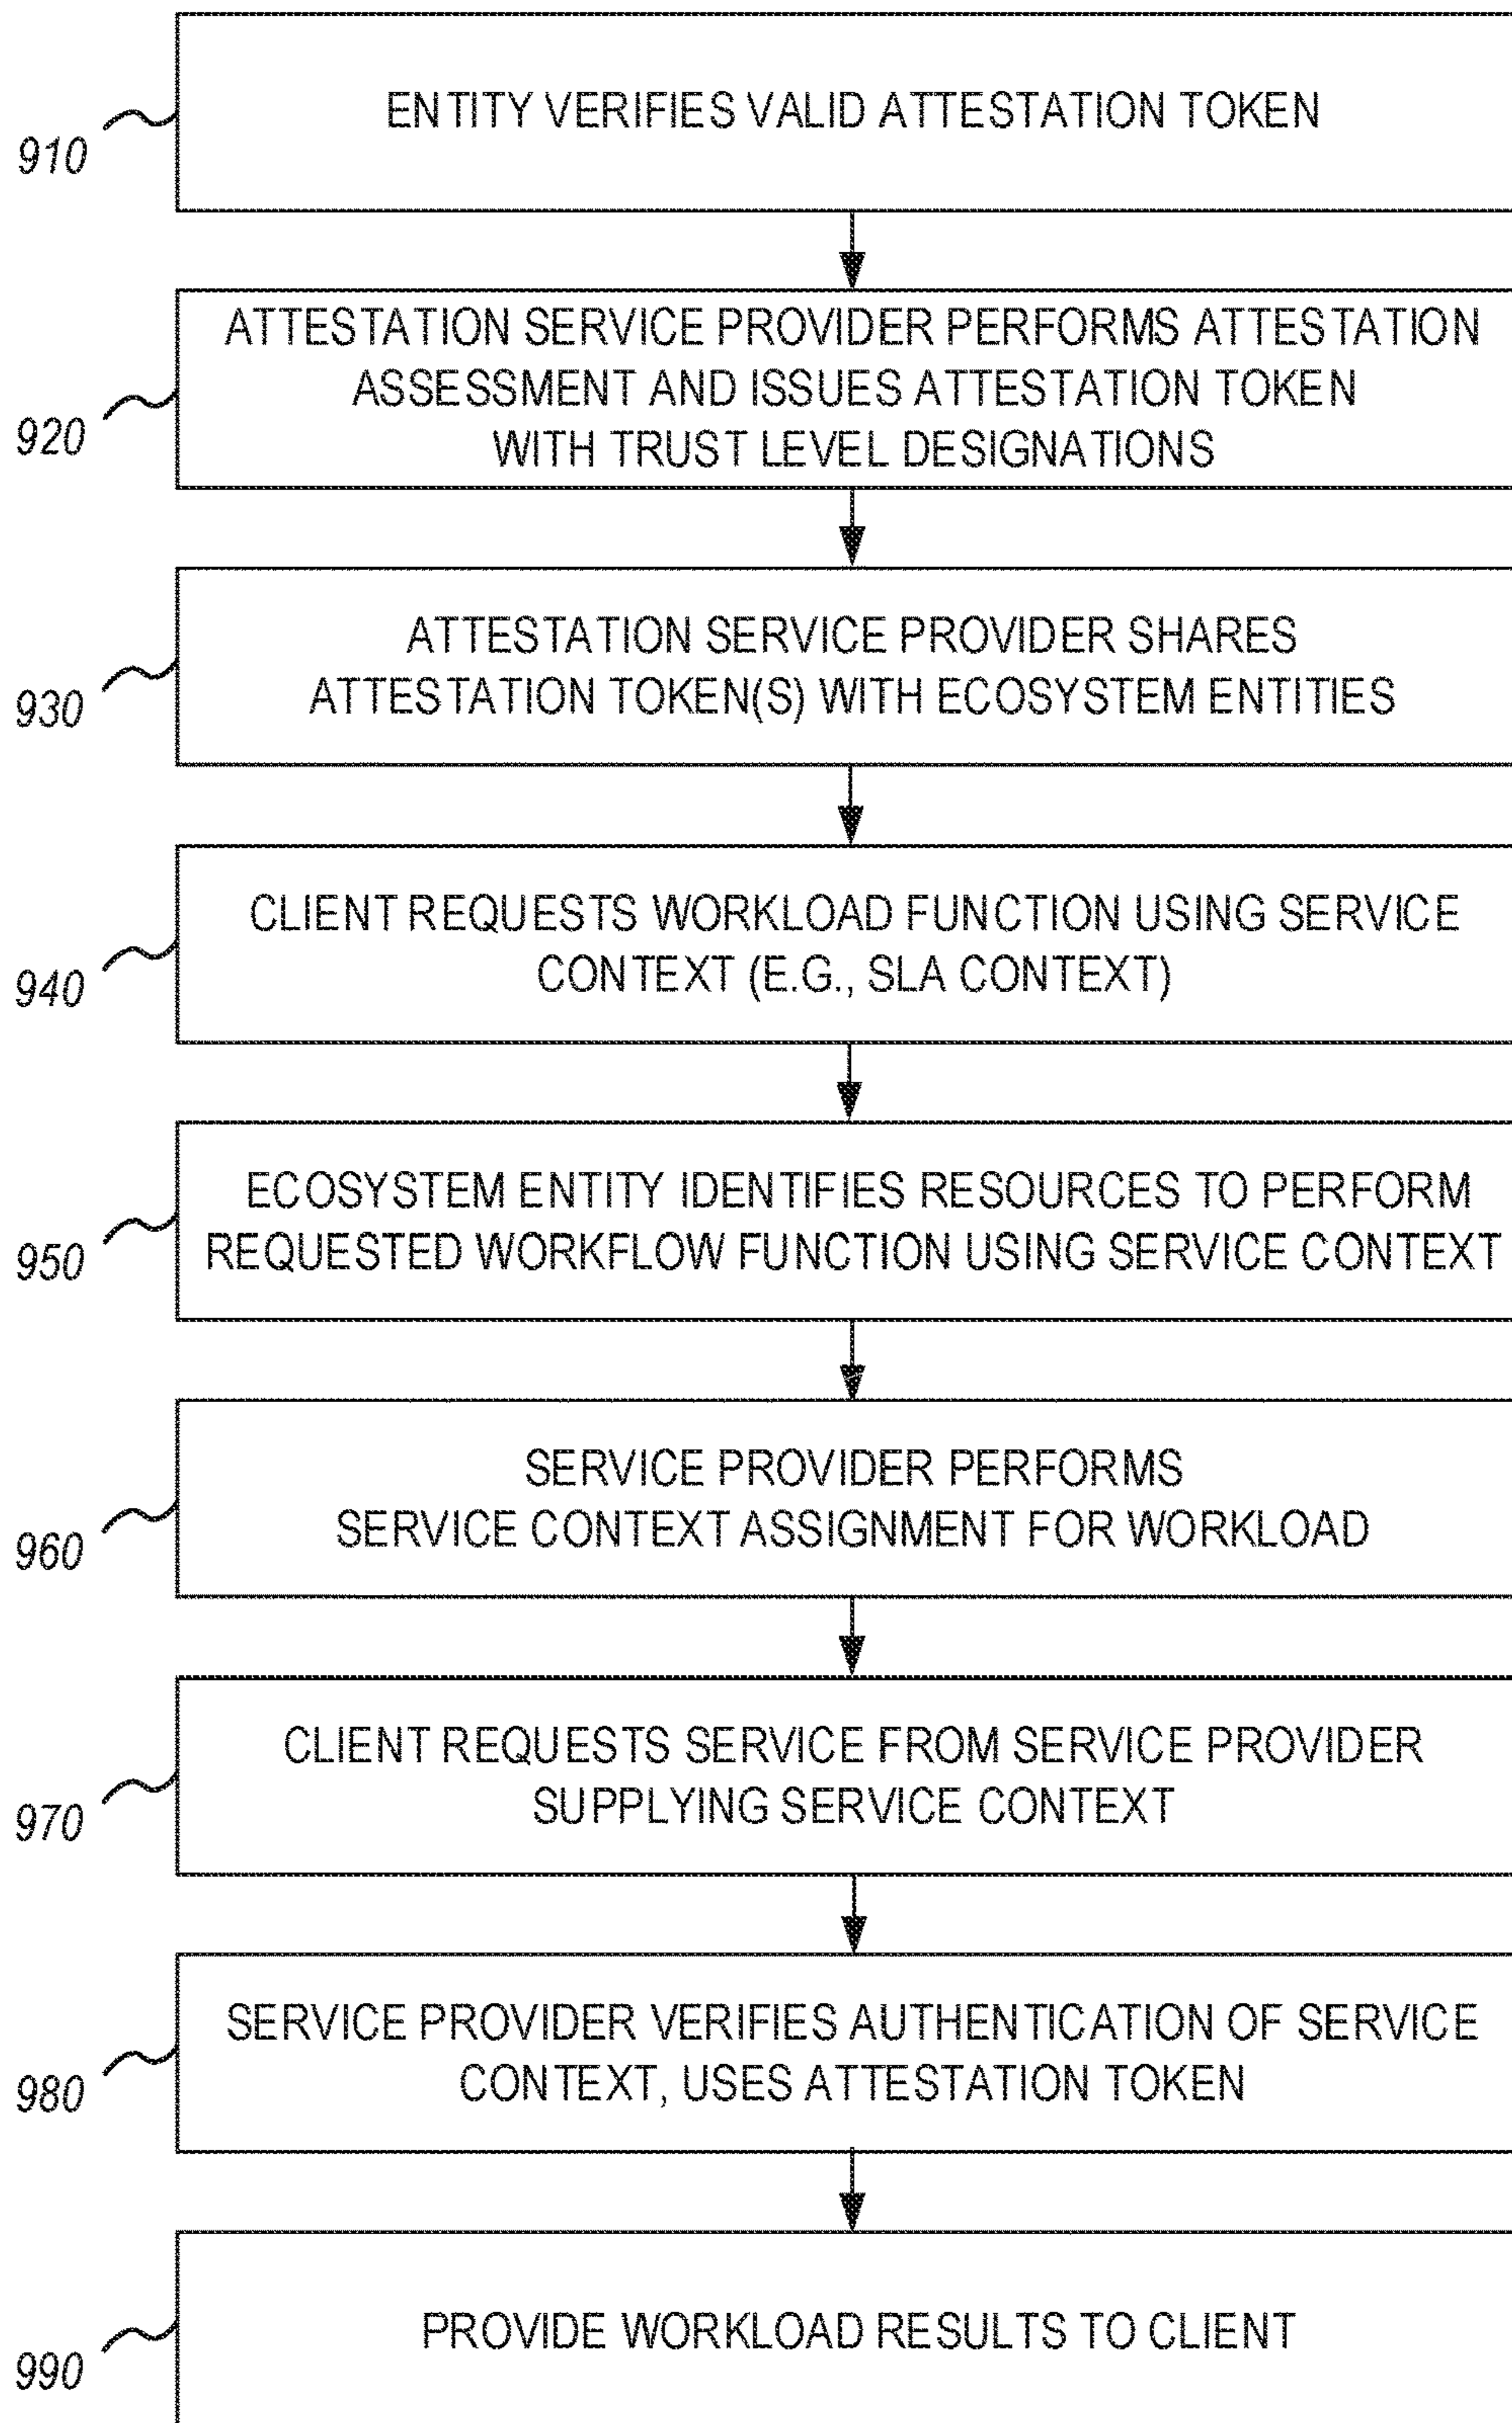 910
ENTITY VERIFIES VALID ATTESTATION TOKEN
920
ATTESTATION SERVICE PROVIDER PERFORMS ATTESTATION
ASSESSMENT AND ISSUES ATTESTATION TOKEN
WITH TRUST LEVEL DESIGNATIONS
930
ATTESTATION SERVICE PROVIDER SHARES
ATTESTATION TOKEN(S) WITH ECOSYSTEM ENTITIES
940
CLIENT REQUESTS WORKLOAD FUNCTION USING SERVICE
CONTEXT (E.G., SLA CONTEXT)
950
ECOSYSTEM ENTITY IDENTIFIES RESOURCES TO PERFORM
REQUESTED WORKFLOW FUNCTION USING SERVICE CONTEXT
960
SERVICE PROVIDER PERFORMS
SERVICE CONTEXT ASSIGNMENT FOR WORKLOAD
970
CLIENT REQUESTS SERVICE FROM SERVICE PROVIDER
SUPPLYING SERVICE CONTEXT
980
SERVICE PROVIDER VERIFIES AUTHENTICATION OF SERVICE
CONTEXT, USES ATTESTATION TOKEN
990
PROVIDE WORKLOAD RESULTS TO CLIENT